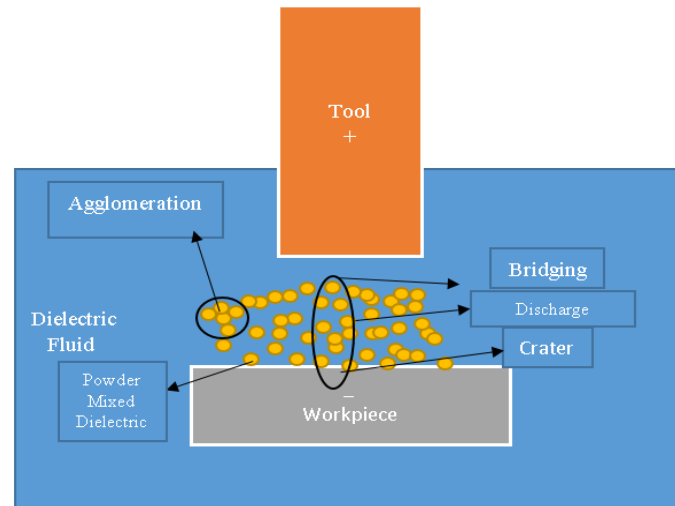 Tool
+
Agglomeration
Bridging
Discharge
Crater
Dielectric
Fluid
Powder
Mixed
Dielectric
–
Workpiece